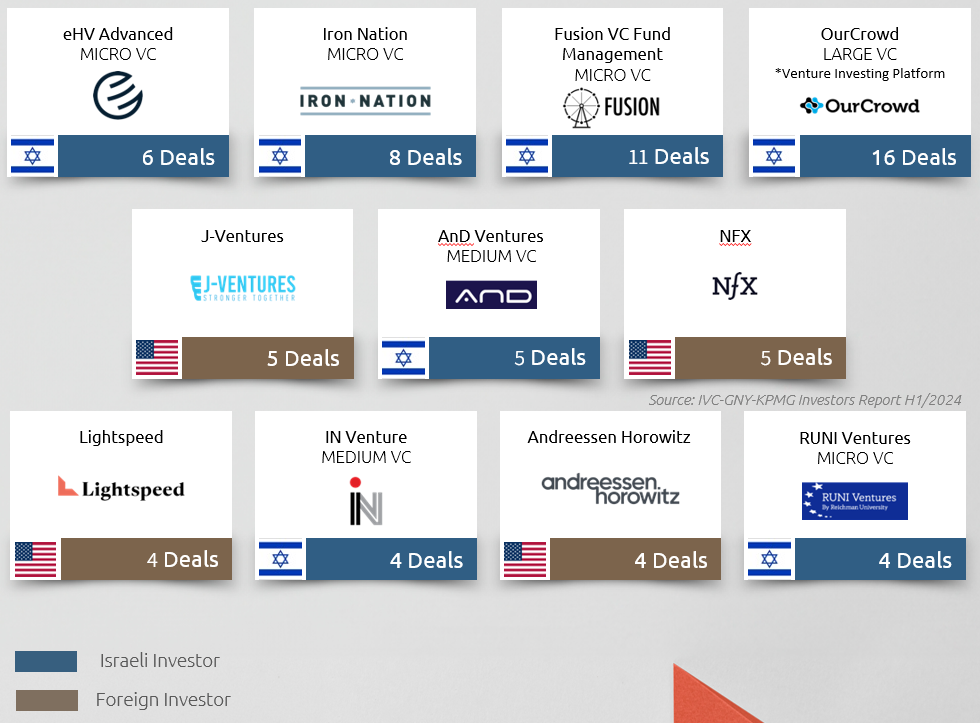 eHV Advanced
MICRO VC
6 Deals
Iron Nation
MICRO VC
IRON·NATION
8 Deals
Fusion VC Fund
Management
MICRO VC
FUSION
11 Deals
OurCrowd
LARGE VC
*Venture Investing Platform
OurCrowd
16 Deals
J-Ventures
J-VENTURES
STRONGER TOGETHER
5 Deals
AnD Ventures
MEDIUM VC
AND
5 Deals
NFX
NfX
5 Deals
Source: IVC-GNY-KPMG Investors Report H1/2024
Lightspeed
Lightspeed
4 Deals
IN Venture
MEDIUM VC
IN
4 Deals
Andreessen Horowitz
andreessen.
horowitz
4 Deals
RUNI Ventures
MICRO VC
RUNI Ventures
By Reichman University
4 Deals
Israeli Investor
Foreign Investor